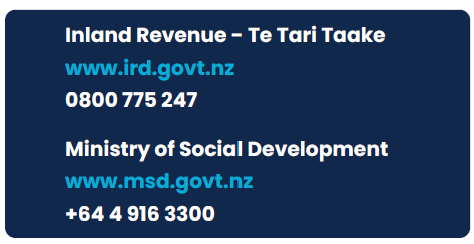 Inland Revenue – Te Tari Taake
www.ird.govt.nz
0800 775 247
Ministry of Social Development
www.msd.govt.nz
+64 4 916 3300